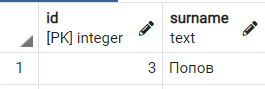 id surname
[PK] integer text
1 3 Попов